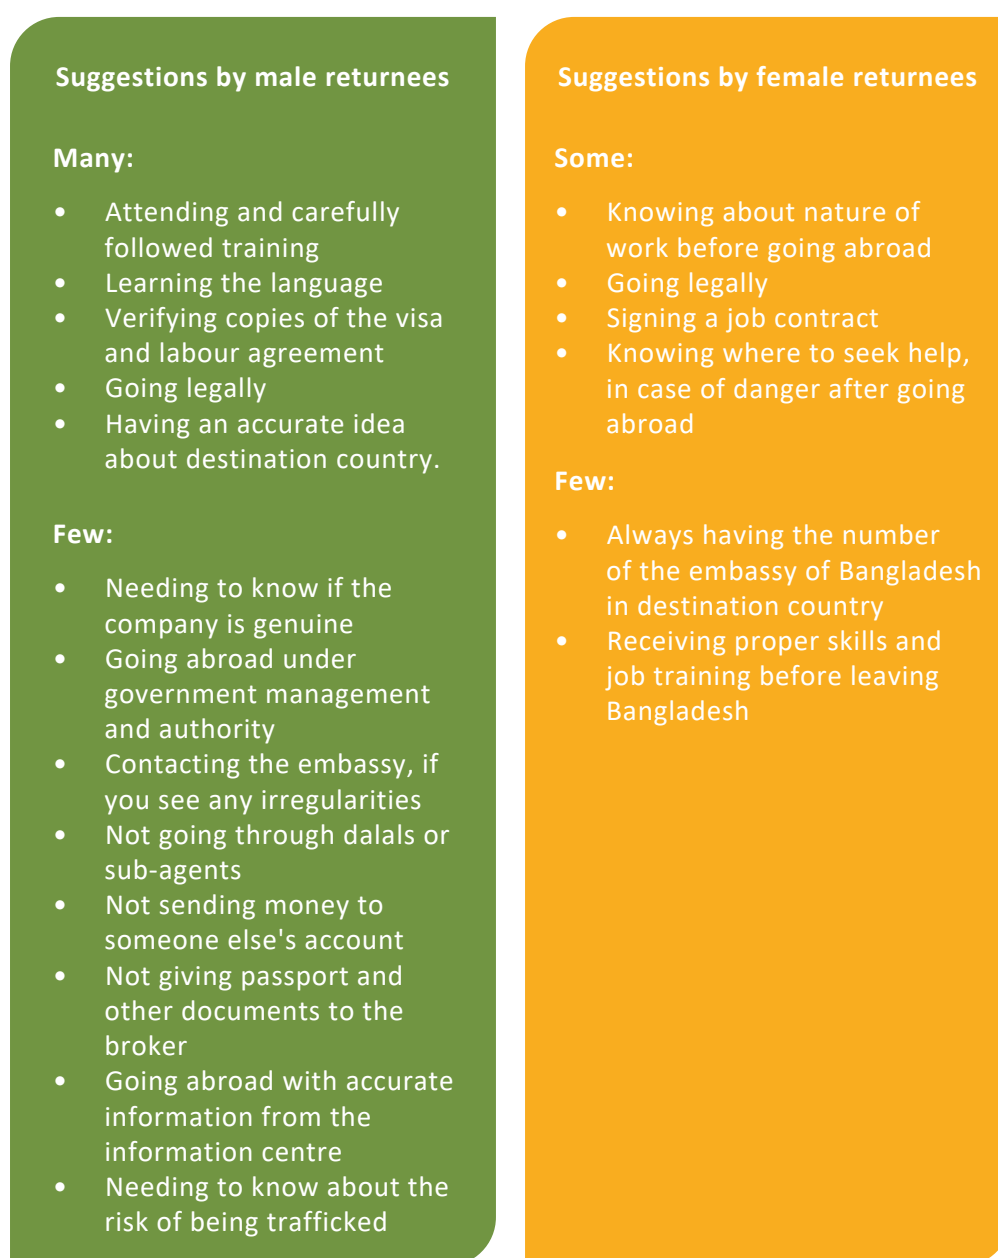 Suggestions by male returnees
Many:
• Attending and carefully
followed training
• Learning the language
• Verifying copies of the visa
and labour agreement
• Going legally
• Having an accurate idea
about destination country.
Few:
• Needing to know if the
company is genuine
• Going abroad under
government management
and authority
• Contacting the embassy, if
you see any irregularities
• Not going through dalals or
sub-agents
• Not sending money to
someone else's account
• Not giving passport and
other documents to the
broker
• Going abroad with accurate
information from the
information centre
• Needing to know about the
risk of being trafficked
Suggestions by female returnees
Some:
• Knowing about nature of
work before going abroad
• Going legally
• Signing a job contract
• Knowing where to seek help,
in case of danger after going
abroad
Few:
• Always having the number
of the embassy of Bangladesh
in destination country
• Receiving proper skills and
job training before leaving
Bangladesh